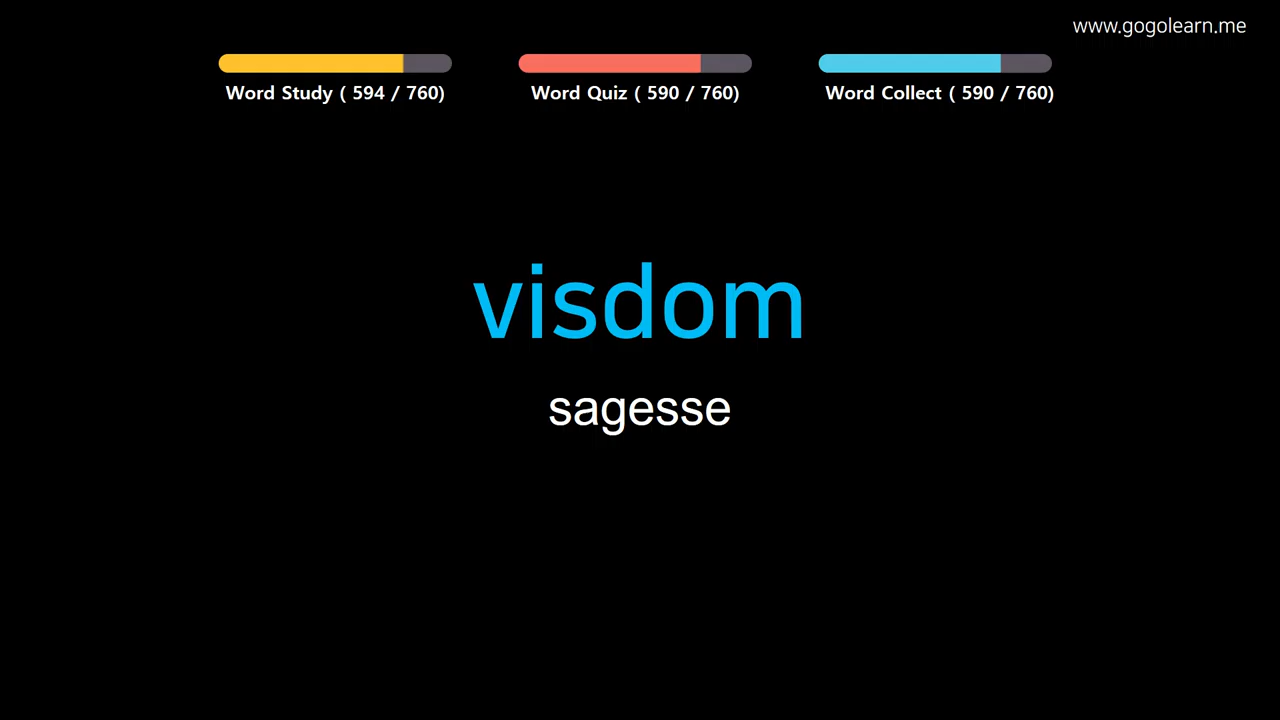 www.gogolearn.me
Word Study ( 594 / 760)
Word Quiz ( 590 / 760)
Word Collect ( 590 / 760)
visdom
sagesse